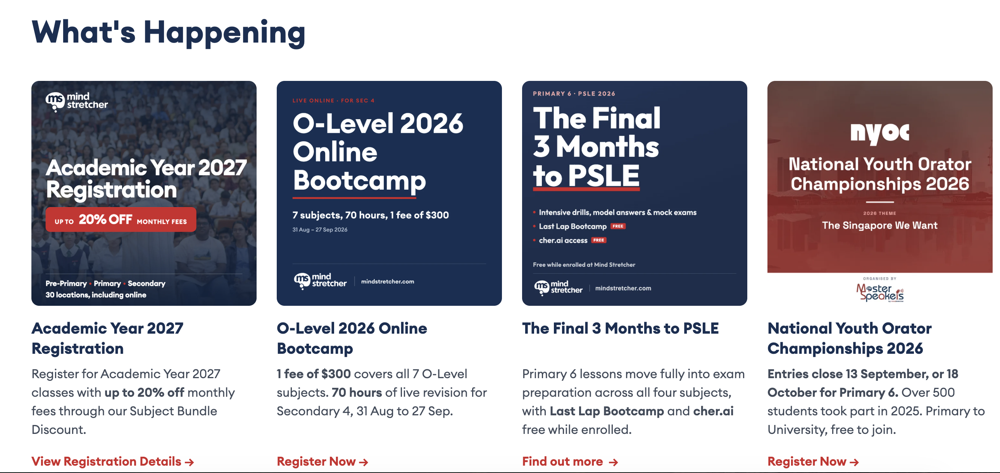 What's Happening
ms mind
stretcher
Academic Year 2027
Registration
UP TO 20% OFF MONTHLY FEES
Pre-Primary • Primary • Secondary
30 locations, including online
Academic Year 2027
Registration
Register for Academic Year 2027
classes with up to 20% off monthly
fees through our Subject Bundle
Discount.
View Registration Details →
LIVE ONLINE · FOR SEC 4
O-Level 2026
Online
Bootcamp
7 subjects, 70 hours, 1 fee of $300
31 Aug – 27 Sep 2026
ms mind
stretcher
mindstretcher.com
O-Level 2026 Online
Bootcamp
1 fee of $300 covers all 7 O-Level
subjects. 70 hours of live revision for
Secondary 4, 31 Aug to 27 Sep.
Register Now →
PRIMARY 6 · PSLE 2026
The Final
3 Months
to PSLE
• Intensive drills, model answers & mock exams
• Last Lap Bootcamp FREE
• cher.ai access FREE
Free while enrolled at Mind Stretcher
ms mind
stretcher
mindstretcher.com
The Final 3 Months to PSLE
Primary 6 lessons move fully into exam
preparation across all four subjects,
with Last Lap Bootcamp and cher.ai
free while enrolled.
Find out more →
nyoc
National Youth Orator
Championships 2026
2026 THEME
The Singapore We Want
ORGANISED BY
Master
Speakers
by mindstretcher
National Youth Orator
Championships 2026
Entries close 13 September, or 18
October for Primary 6. Over 500
students took part in 2025. Primary to
University, free to join.
Register Now →